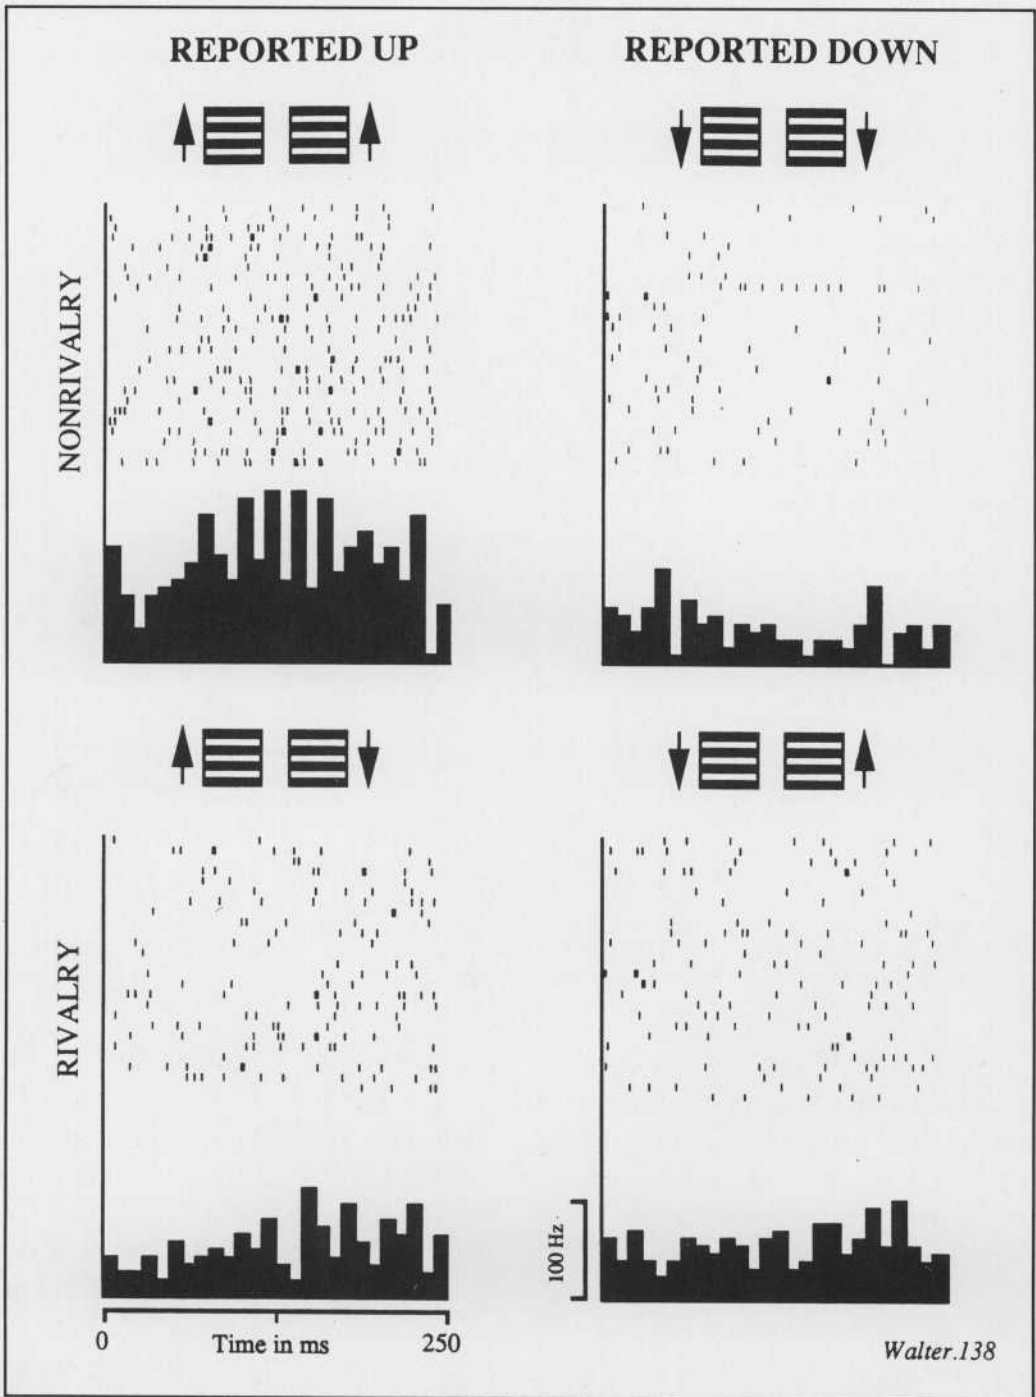 REPORTED UP
REPORTED DOWN
NONRIVALRY
RIVALRY
100 Hz
0
Time in ms
250
Walter.138